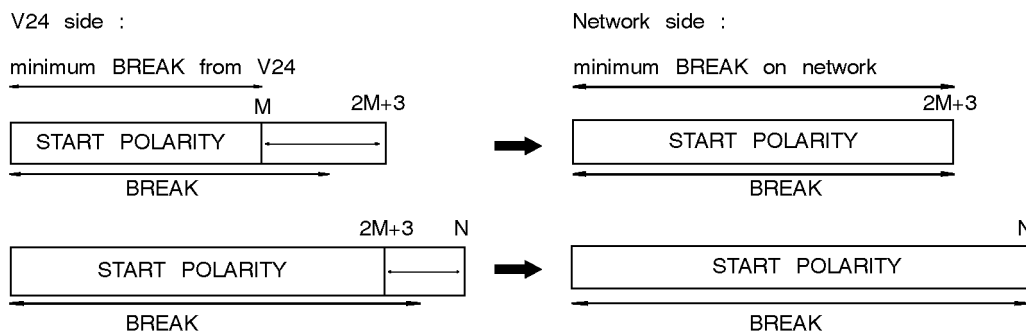 V24 side :
Network side :
minimum BREAK from V24
minimum BREAK on network
M
2M+3
2M+3
START POLARITY
START POLARITY
BREAK
BREAK
2M+3
N
N
START POLARITY
START POLARITY
BREAK
BREAK